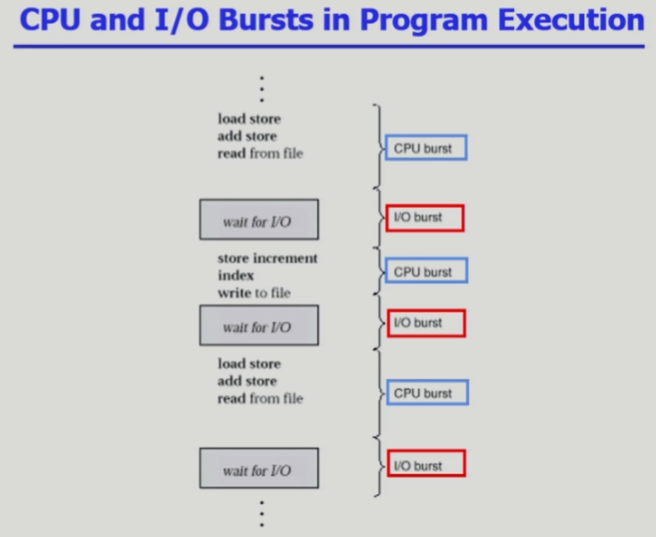 CPU and I/O Bursts in Program Execution
load store
add store
read from file
CPU burst
wait for I/O
I/O burst
store increment
index
write to file
CPU burst
wait for I/O
I/O burst
load store
add store
read from file
CPU burst
wait for I/O
I/O burst